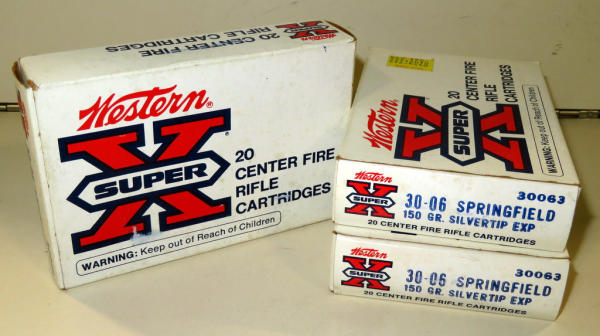 20 CENTER FIRE
RIFLE CARTRIDGES
Western®
X
SUPER
20
CENTER FIRE
RIFLE
CARTRIDGES
WARNING: Keep out of Reach of Children
Western
X
SUPER
20
CENTER FIRE
RIFLE
CARTRIDGES
WARNING: Keep out of Reach of Children
Western
X
SUPER
30063
30-06 SPRINGFIELD
150 GR. SILVERTIP EXP
20 CENTER FIRE RIFLE CARTRIDGES
Western
X
SUPER
30063
30-06 SPRINGFIELD
150 GR. SILVERTIP EXP
20 CENTER FIRE RIFLE CARTRIDGES